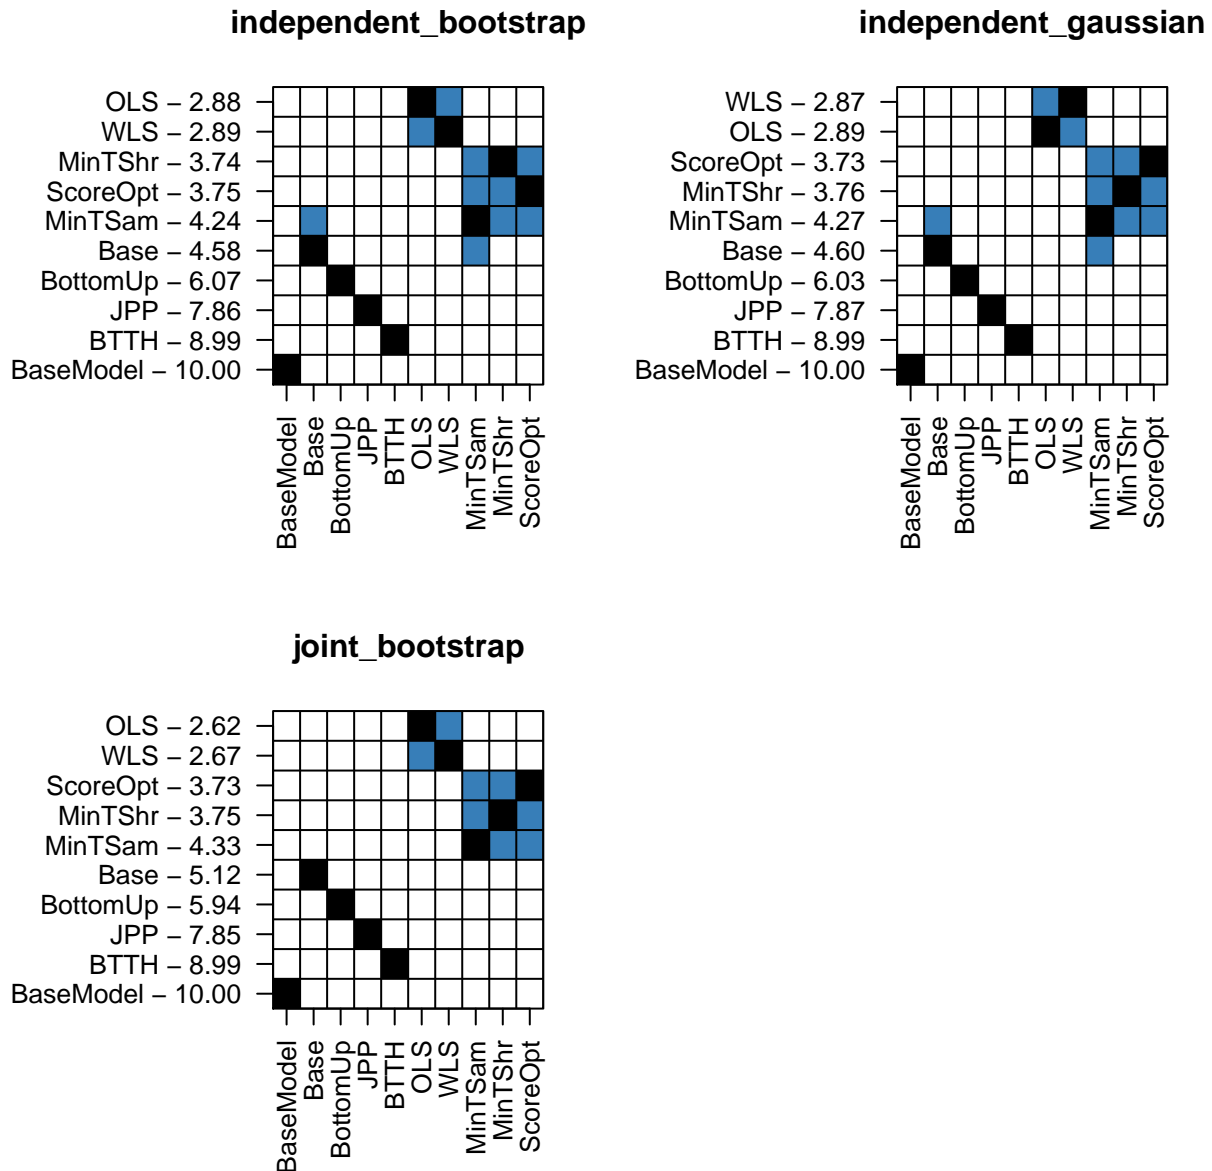 independent_bootstrap
OLS – 2.88
WLS – 2.89
MinTShr – 3.74
ScoreOpt – 3.75
MinTSam – 4.24
Base – 4.58
BottomUp – 6.07
JPP – 7.86
BTTH – 8.99
BaseModel – 10.00
BaseModel
Base
BottomUp
JPP
BTTH
OLS
WLS
MinTSam
MinTShr
ScoreOpt
independent_gaussian
WLS – 2.87
OLS – 2.89
ScoreOpt – 3.73
MinTShr – 3.76
MinTSam – 4.27
Base – 4.60
BottomUp – 6.03
JPP – 7.87
BTTH – 8.99
BaseModel – 10.00
BaseModel
Base
BottomUp
JPP
BTTH
OLS
WLS
MinTSam
MinTShr
ScoreOpt
joint_bootstrap
OLS – 2.62
WLS – 2.67
ScoreOpt – 3.73
MinTShr – 3.75
MinTSam – 4.33
Base – 5.12
BottomUp – 5.94
JPP – 7.85
BTTH – 8.99
BaseModel – 10.00
BaseModel
Base
BottomUp
JPP
BTTH
OLS
WLS
MinTSam
MinTShr
ScoreOpt